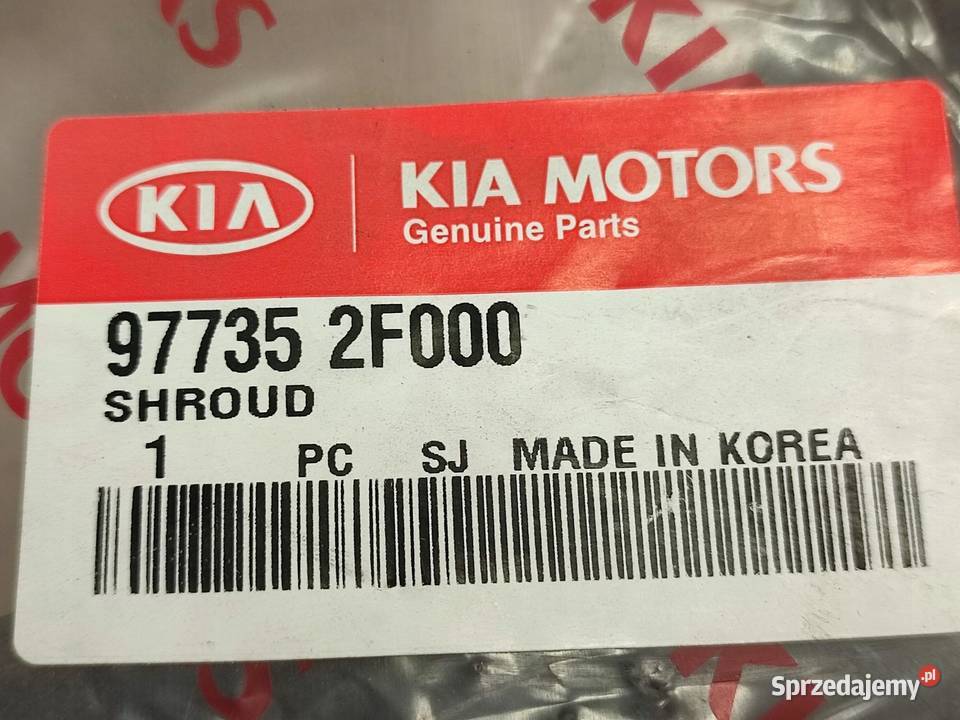 KIA
KIA MOTORS
Genuine Parts
97735 2F000
SHROUD
1 PC SJ MADE IN KOREA
Sprzedajemy.pl